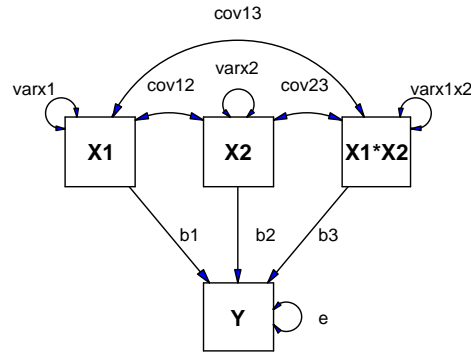 cov13
varx1
cov12
varx2
cov23
varx1x2
X1
X2
X1*X2
b1
b2
b3
Y
e